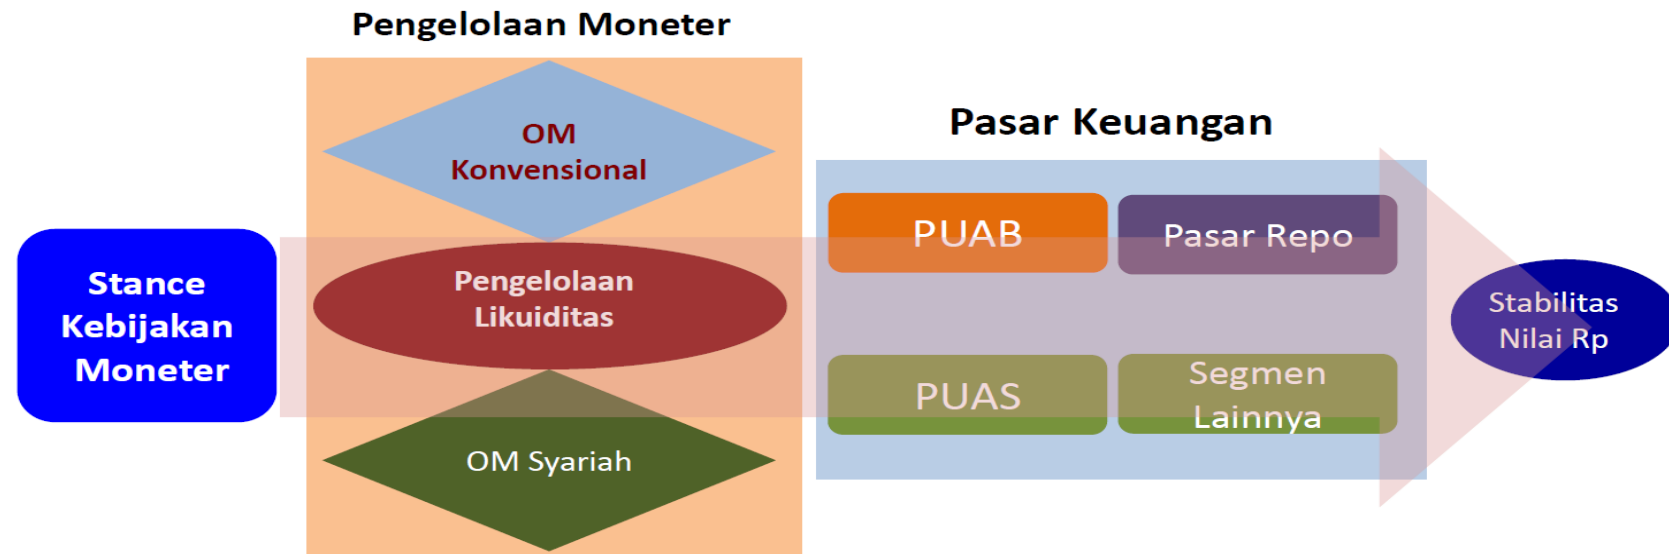 Pengelolaan Moneter
OM
Konvensional
Pasar Keuangan
PUAB
Pasar Repo
Stance
Kebijakan
Moneter
Pengelolaan
Likuiditas
Stabilitas
Nilai Rp
PUAS
Segmen
Lainnya
OM Syariah